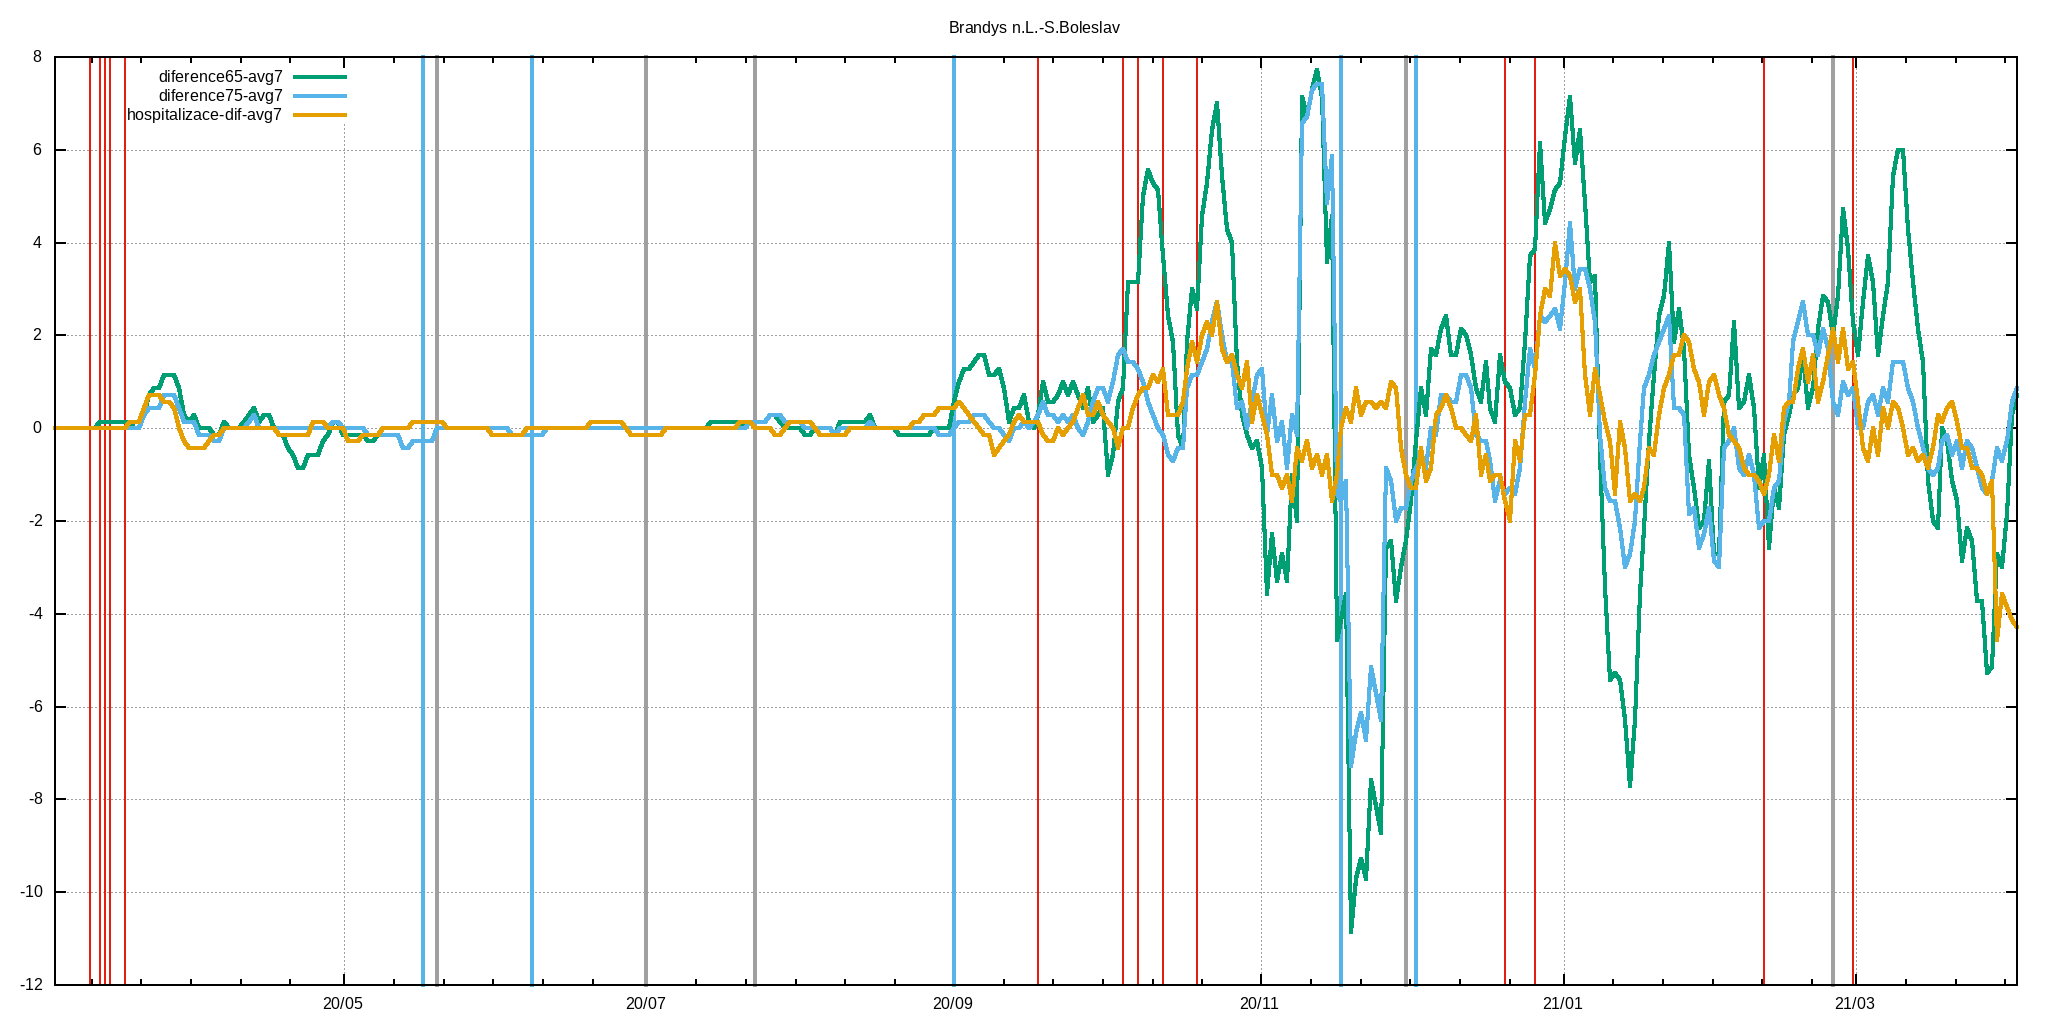 Brandys n.L.-S.Boleslav
diference65-avg7
diference75-avg7
hospitalizace-dif-avg7
8
6
4
2
0
-2
-4
-6
-8
-10
-12
20/05 20/07 20/09 20/11 21/01 21/03